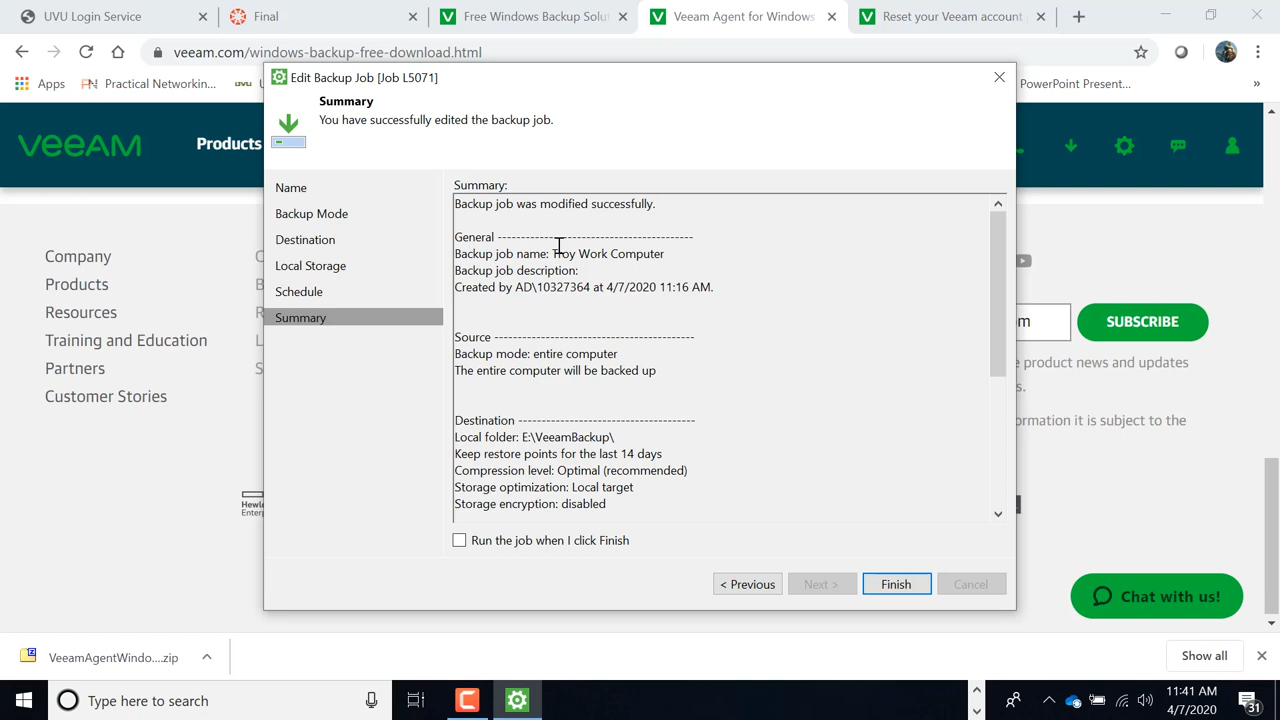 UVU Login Service
Final
Free Windows Backup Solu
Veeam Agent for Windows
Reset your Veeam account
veeam.com/windows-backup-free-download.html
Apps
PN Practical Networkin...
UVU
PowerPoint Present...
»
Edit Backup Job [Job L5071]
Summary
You have successfully edited the backup job.
VEEAM
Products
Name
Backup Mode
Destination
Local Storage
Schedule
Summary
Summary:
Backup job was modified successfully.
General -----------------------------------------
Backup job name: Troy Work Computer
Backup job description:
Created by AD\10327364 at 4/7/2020 11:16 AM.
Source ------------------------------------------
Backup mode: entire computer
The entire computer will be backed up
Destination -------------------------------------
Local folder: E:\VeeamBackup\
Keep restore points for the last 14 days
Compression level: Optimal (recommended)
Storage optimization: Local target
Storage encryption: disabled
Run the job when I click Finish
< Previous
Next >
Finish
Cancel
Company
Products
Resources
Training and Education
Partners
Customer Stories
Hewle
Enterp
m
SUBSCRIBE
e product news and updates
s.
ormation it is subject to the
Chat with us!
VeeamAgentWindo....zip
Show all
Type here to search
11:41 AM
4/7/2020
31